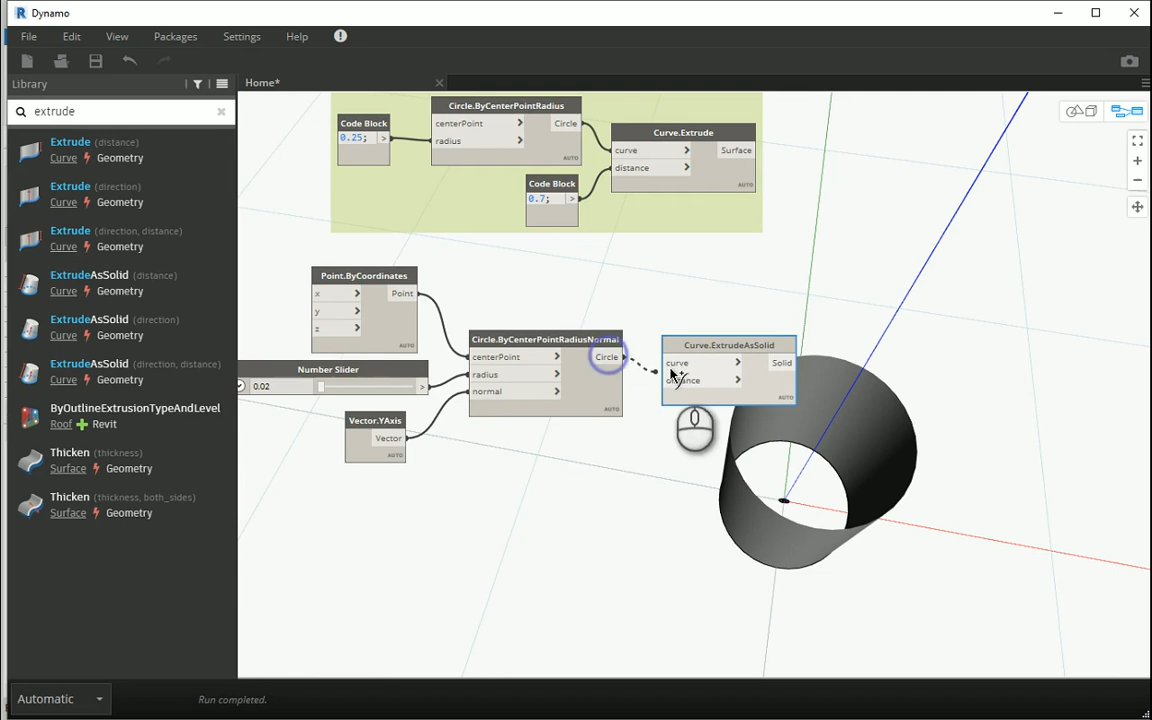 Dynamo
File Edit View Packages Settings Help
Library
Home*
extrude
Extrude (distance)
Curve Geometry
Extrude (direction)
Curve Geometry
Extrude (direction, distance)
Curve Geometry
ExtrudeAsSolid (distance)
Curve Geometry
ExtrudeAsSolid (direction)
Curve Geometry
ExtrudeAsSolid (direction, distance)
Curve Geometry
ByOutlineExtrusionTypeAndLevel
Roof Revit
Thicken (thickness)
Surface Geometry
Thicken (thickness, both_sides)
Surface Geometry
Code Block
0.25; >
Circle.ByCenterPointRadius
centerPoint > Circle
radius >
AUTO
Curve.Extrude
curve > Surface
distance >
AUTO
Code Block
0.7; >
Point.ByCoordinates
x > Point
y >
z >
AUTO
Number Slider
0.02 >
Vector.YAxis
Vector
AUTO
Circle.ByCenterPointRadiusNormal
centerPoint > Circle
radius >
normal >
AUTO
Curve.ExtrudeAsSolid
curve > Solid
distance >
AUTO
Automatic
Run completed.